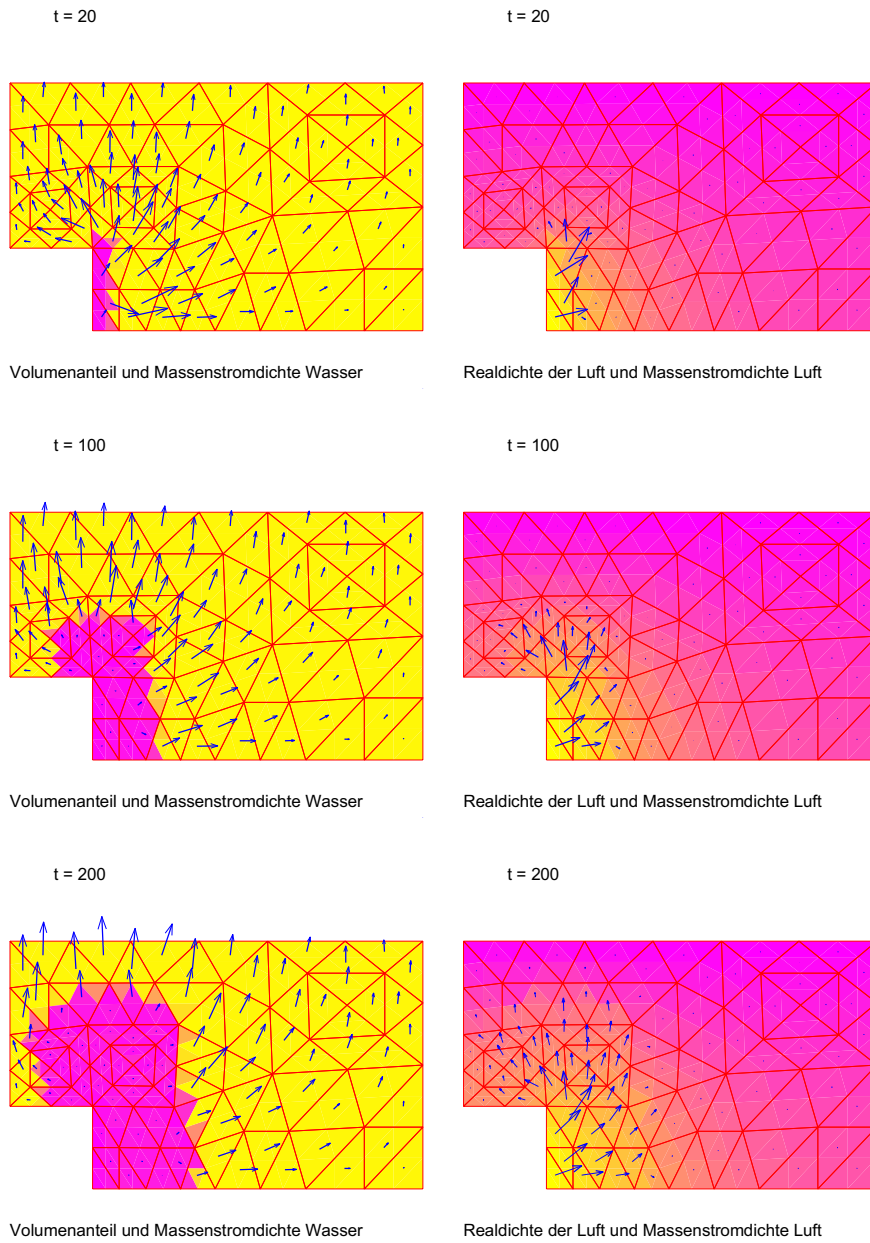 t = 20
t = 20
Volumenanteil und Massenstromdichte Wasser
Realdichte der Luft und Massenstromdichte Luft
t = 100
t = 100
Volumenanteil und Massenstromdichte Wasser
Realdichte der Luft und Massenstromdichte Luft
t = 200
t = 200
Volumenanteil und Massenstromdichte Wasser
Realdichte der Luft und Massenstromdichte Luft